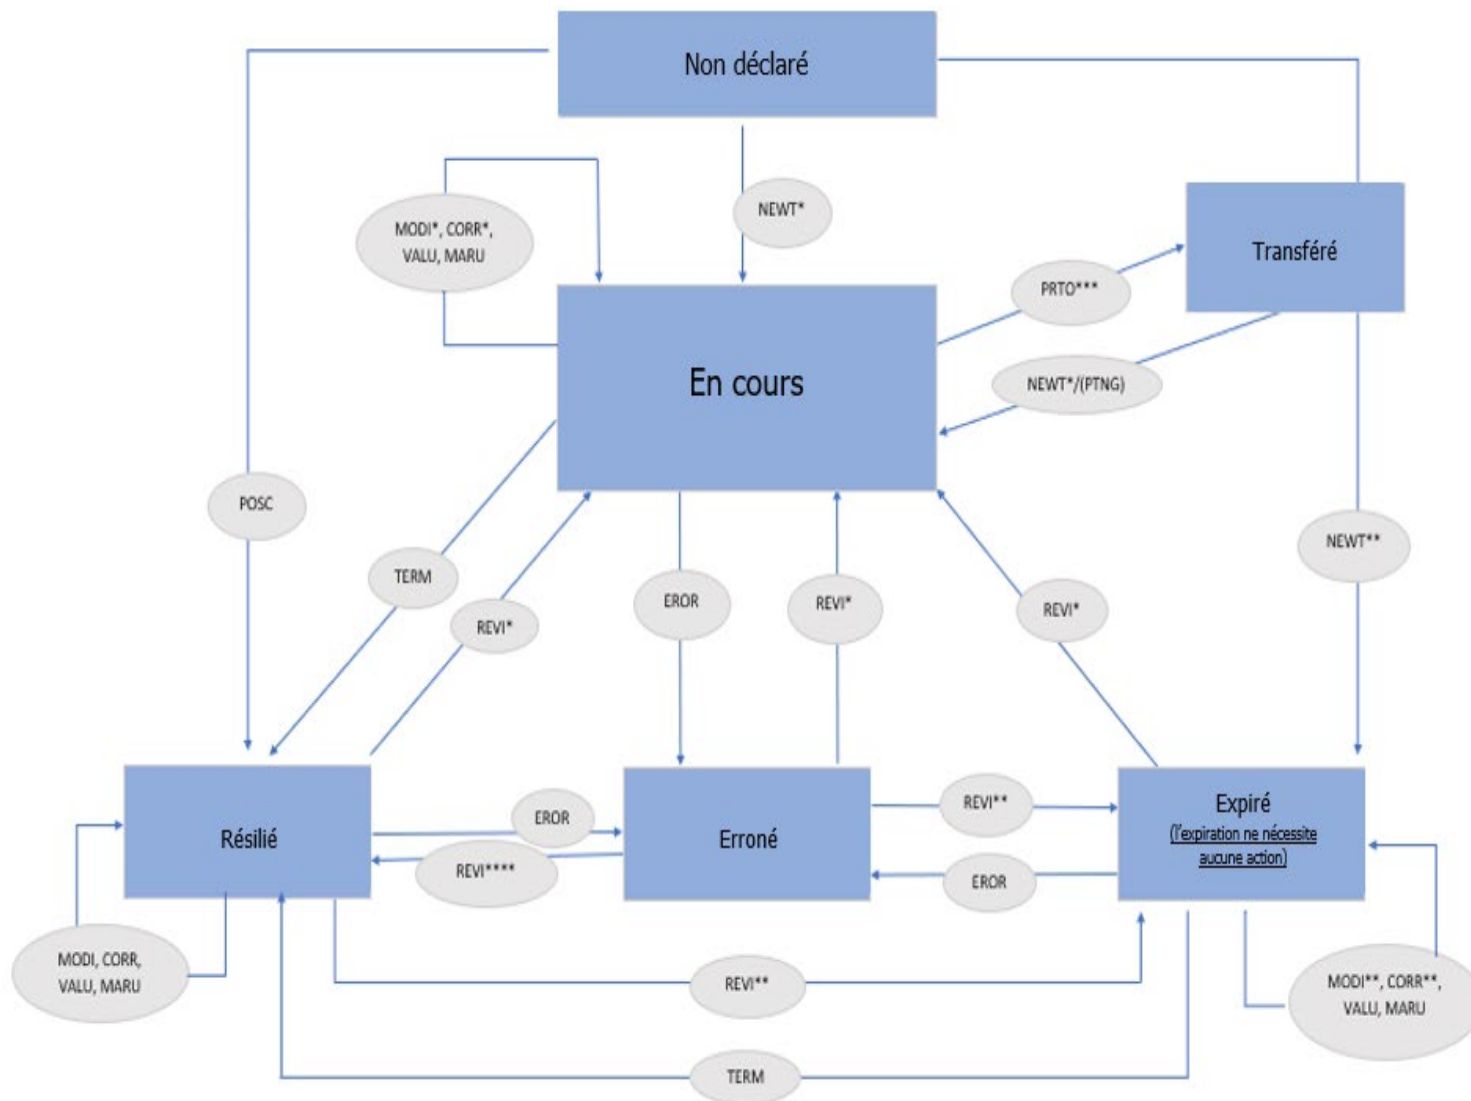 Non déclaré
NEWT*
MODI*, CORR*,
VALU, MARU
Transféré
PRTO***
En cours
NEWT*/(PTNG)
POSC
NEWT**
TERM
EROR
REVI*
REVI*
REVI*
Résilié
EROR
REVI****
Erroné
REVI**
EROR
Expiré
(l'expiration ne nécessite
aucune action)
MODI, CORR,
VALU, MARU
REVI**
MODI**, CORR**,
VALU, MARU
TERM